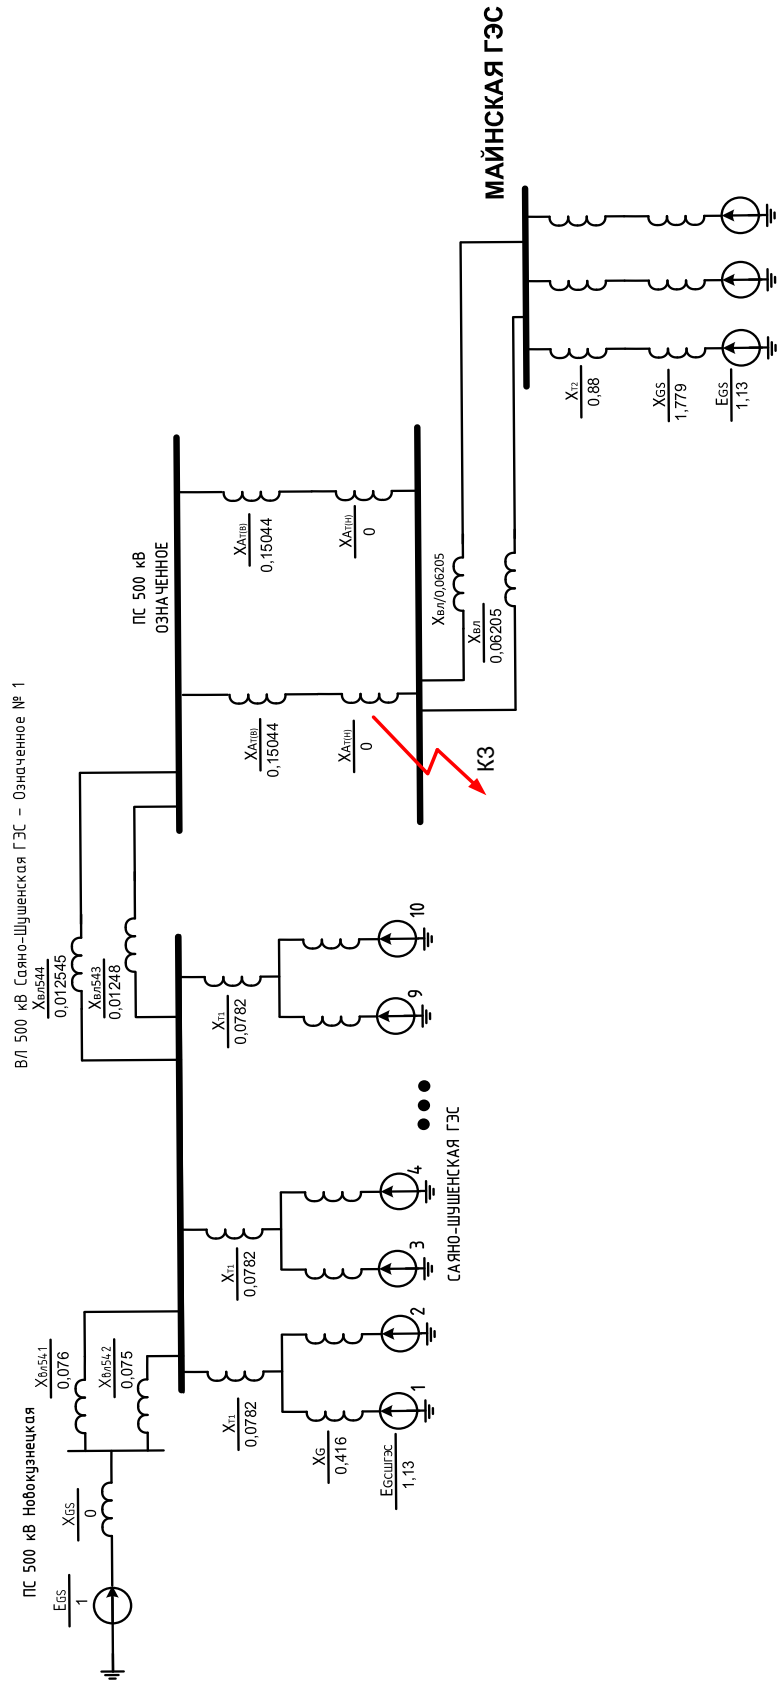 ПС 500 кВ Новокузнецкая
EGS
1
XGS
0
Xвл541
0,076
Xвл542
0,075
ВЛ 500 кВ Саяно-Шушенская ГЭС – Означенное № 1
Xвл544
0,012545
Xвл543
0,01248
XТ1
0,0782
XТ1
0,0782
XТ1
0,0782
XG
0,416
EGСШГЭС
1,13
1
2
3
4
9
10
САЯНО-ШУШЕНСКАЯ ГЭС
ПС 500 кВ
ОЗНАЧЕННОЕ
XАТ(В)
0,15044
XАТ(Н)
0
XАТ(В)
0,15044
XАТ(Н)
0
КЗ
Xвл/0,06205
Xвл
0,06205
МАЙНСКАЯ ГЭС
XТ2
0,88
XGS
1,779
EGS
1,13